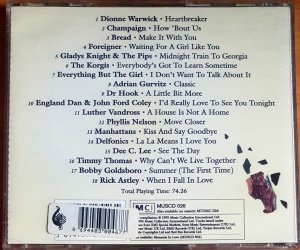 1 Dionne Warwick • Heartbreaker
2 Champaign • How 'Bout Us
3 Bread • Make It With You
4 Foreigner • Waiting For A Girl Like You
5 Gladys Knight & The Pips • Midnight Train To Georgia
6 The Korgis • Everybody's Got To Learn Sometime
7 Everything But The Girl • I Don't Want To Talk About It
8 Adrian Gurvitz • Classic
9 Dr Hook • A Little Bit More
10 England Dan & John Ford Coley • I'd Really Love To See You Tonight
11 Luther Vandross • A House Is Not A Home
12 Phyllis Nelson • Move Closer
13 Manhattans • Kiss And Say Goodbye
14 Delfonics • La La Means I Love You
15 Dee C. Lee • See The Day
16 Timmy Thomas • Why Can't We Live Together
17 Bobby Goldsboro • Summer (The First Time)
18 Rick Astley • When I Fall In Love
Total Playing Time: 74.26
MCI
MUSCD 026